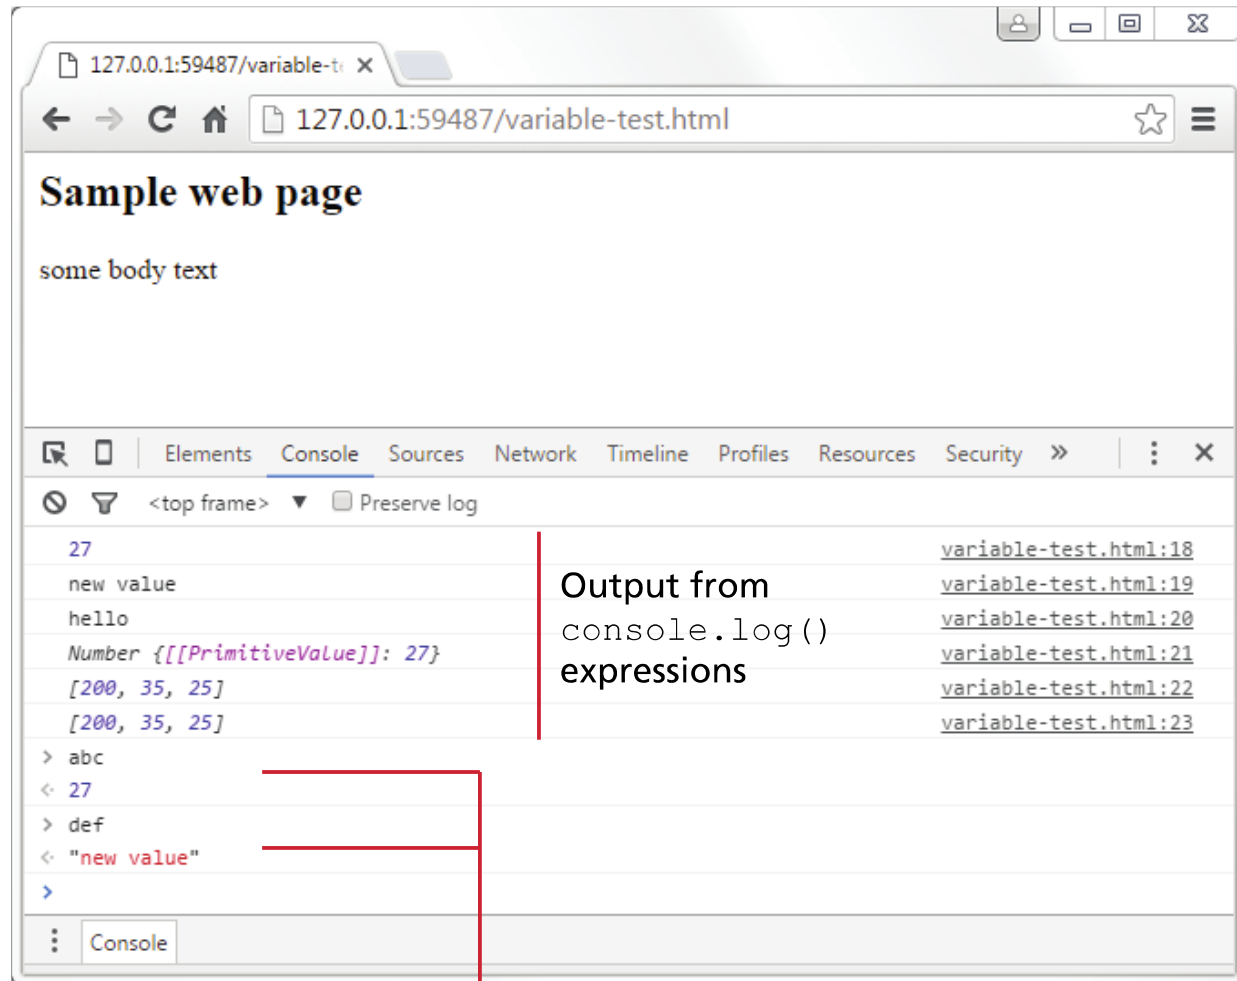 127.0.0.1:59487/variable-t
127.0.0.1:59487/variable-test.html
Sample web page
some body text
Elements Console Sources Network Timeline Profiles Resources Security »
<top frame> ▼ Preserve log
27 variable-test.html:18
new value variable-test.html:19
hello variable-test.html:20
Number {[[PrimitiveValue]]: 27} variable-test.html:21
[200, 35, 25] variable-test.html:22
[200, 35, 25] variable-test.html:23
Output from
console.log()
expressions
> abc
< 27
> def
< "new value"
>
Console